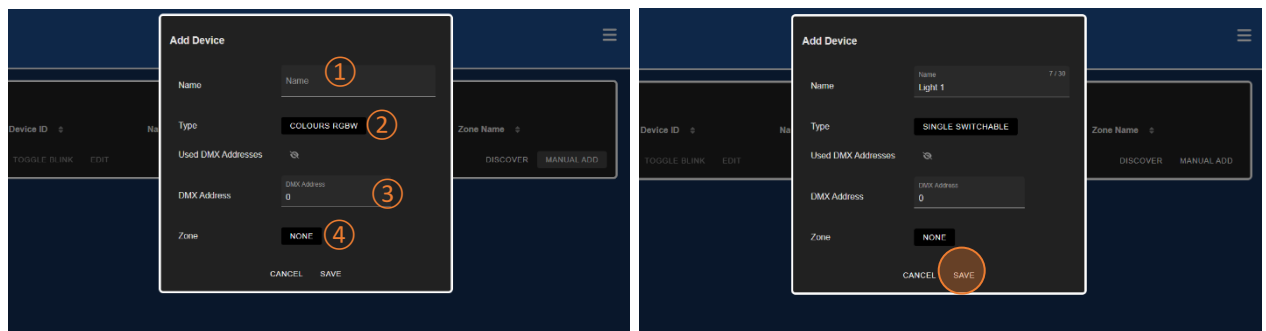 Add Device
Name Name 1
Type COLOURS RGBW 2
Device ID Na Zone Name
Used DMX Addresses
TOGGLE BLINK EDIT DISCOVER MANUAL ADD
DMX Address
DMX Address 0 3
Zone NONE 4
CANCEL SAVE
Add Device
Name 7 / 30
Name Light 1
Type SINGLE SWITCHABLE
Device ID Na Zone Name
Used DMX Addresses
TOGGLE BLINK EDIT DISCOVER MANUAL ADD
DMX Address
DMX Address 0
Zone NONE
CANCEL SAVE